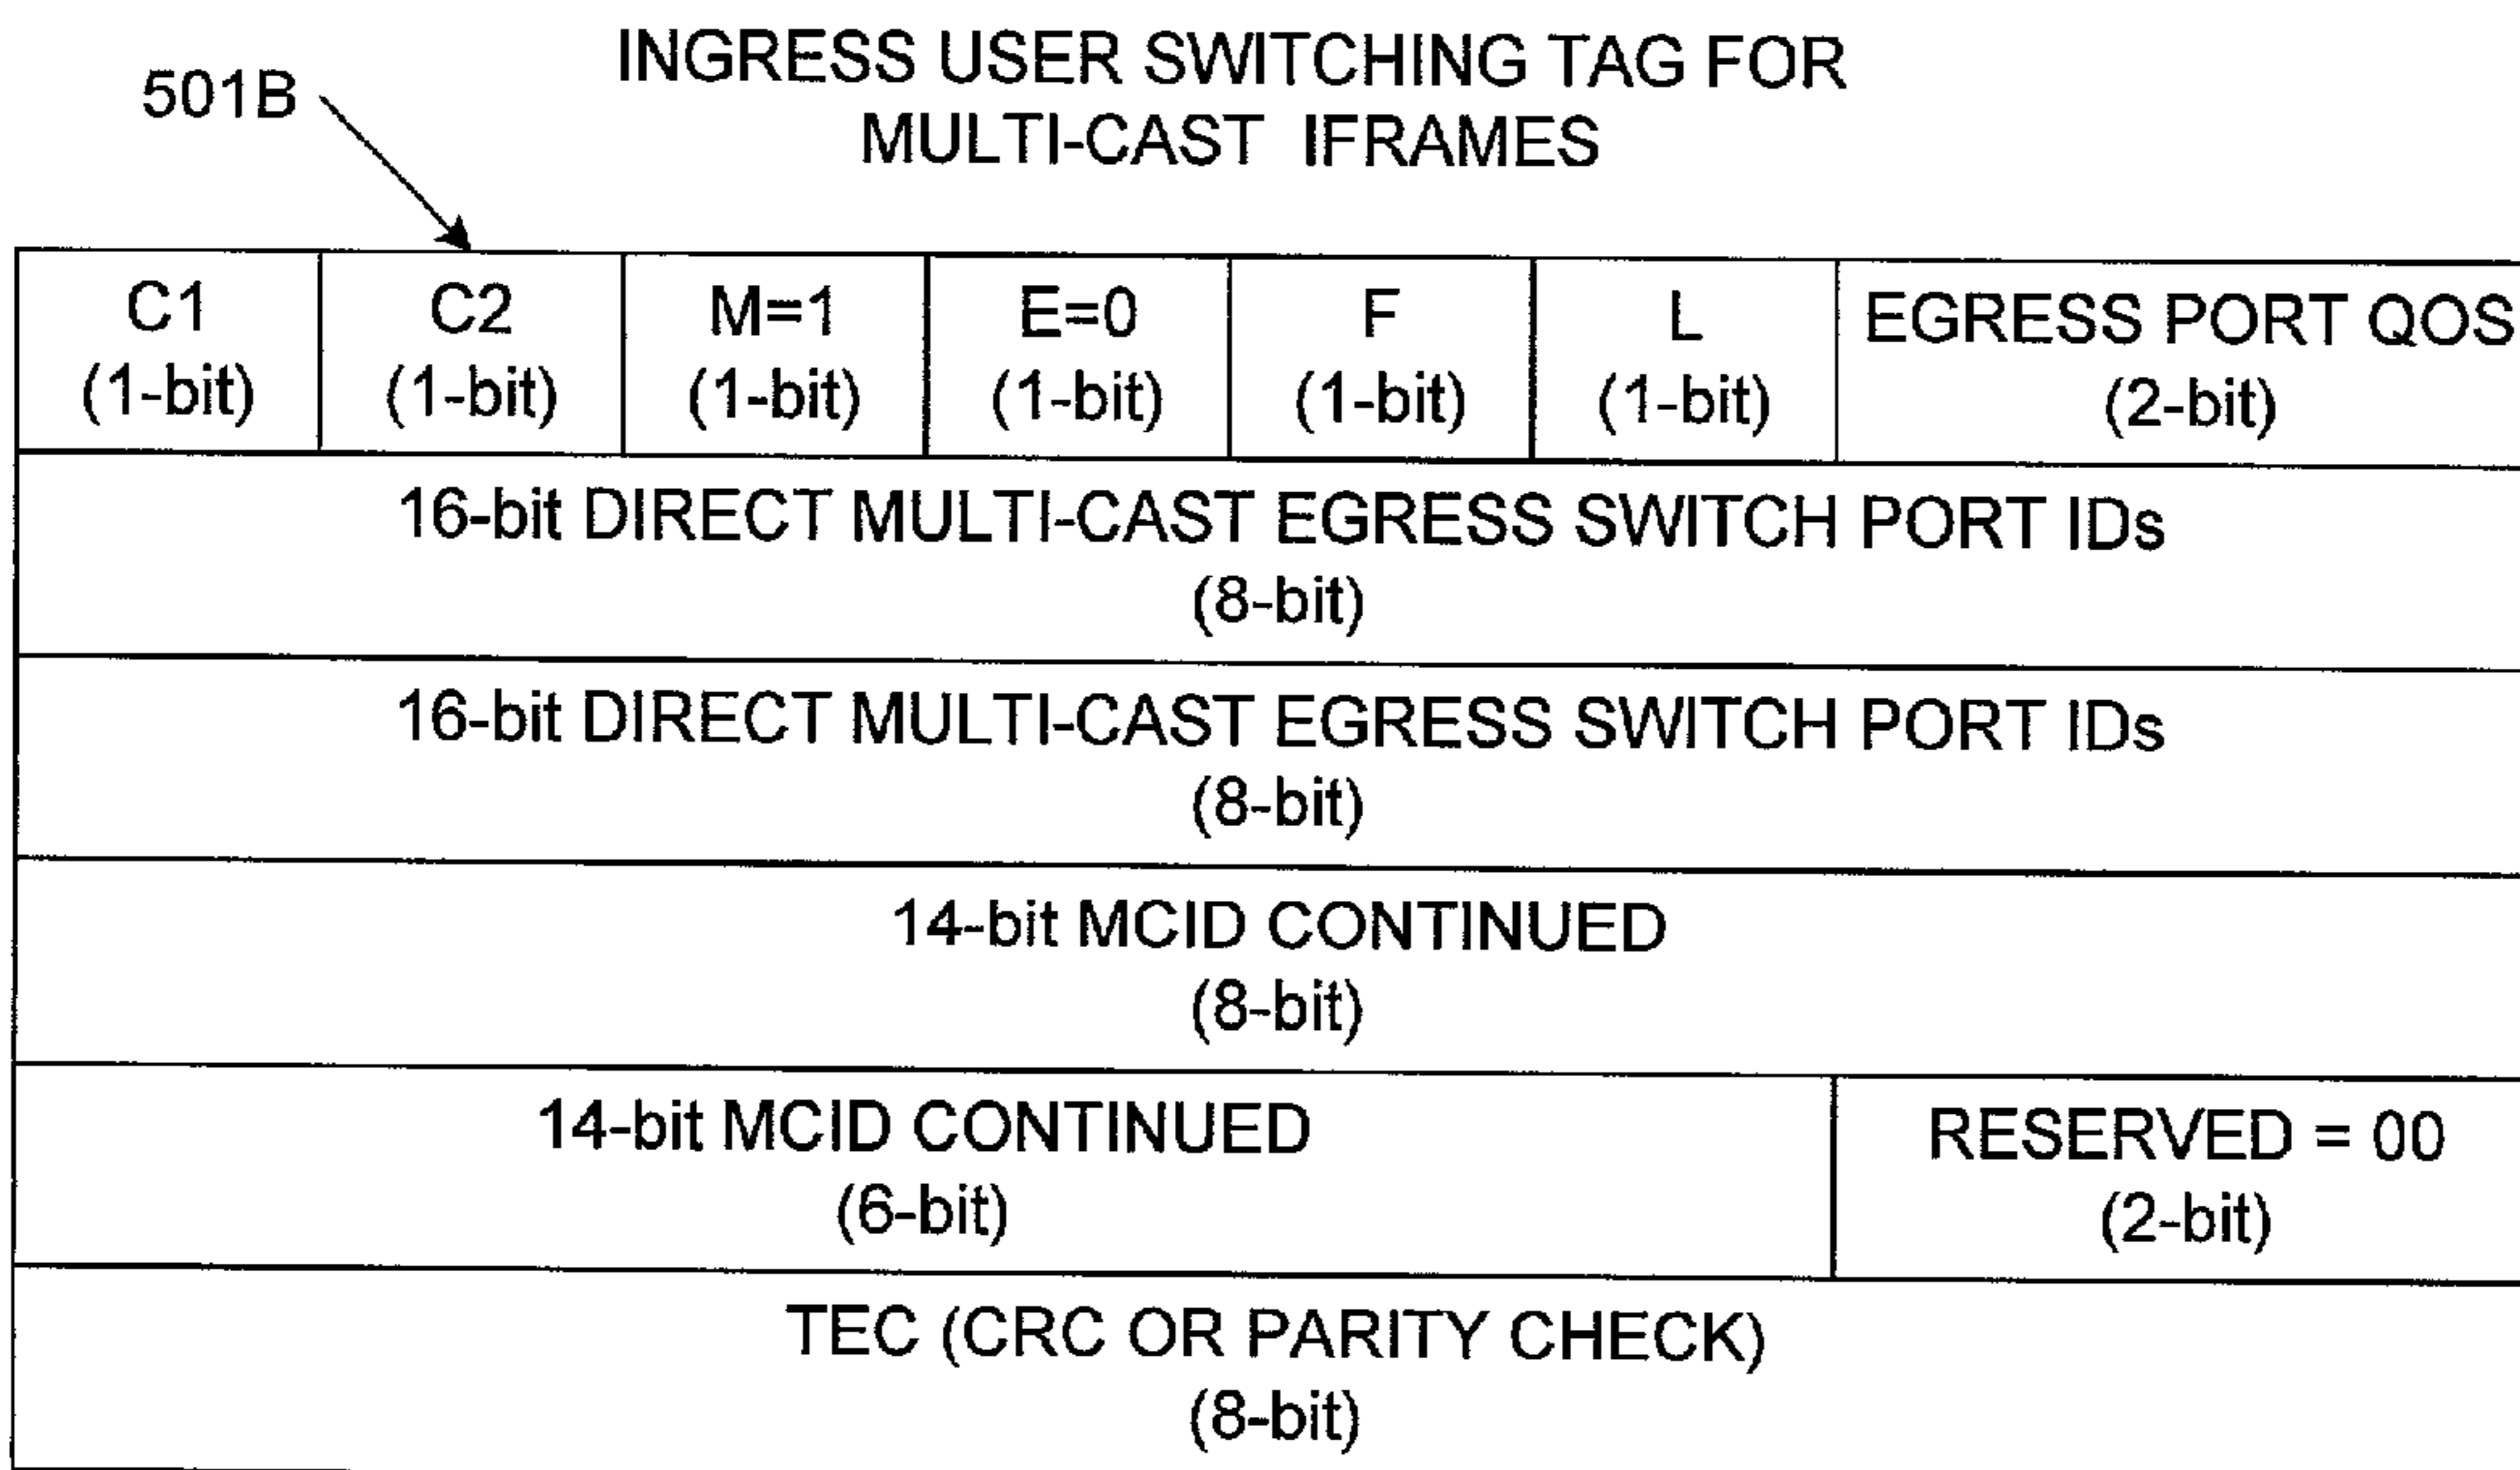 INGRESS USER SWITCHING TAG FOR
MULTI-CAST IFRAMES
501B
C1
(1-bit)
C2
(1-bit)
M=1
(1-bit)
E=0
(1-bit)
F
(1-bit)
L
(1-bit)
EGRESS PORT QOS
(2-bit)
16-bit DIRECT MULTI-CAST EGRESS SWITCH PORT IDs
(8-bit)
16-bit DIRECT MULTI-CAST EGRESS SWITCH PORT IDs
(8-bit)
14-bit MCID CONTINUED
(8-bit)
14-bit MCID CONTINUED
(6-bit)
RESERVED = 00
(2-bit)
TEC (CRC OR PARITY CHECK)
(8-bit)